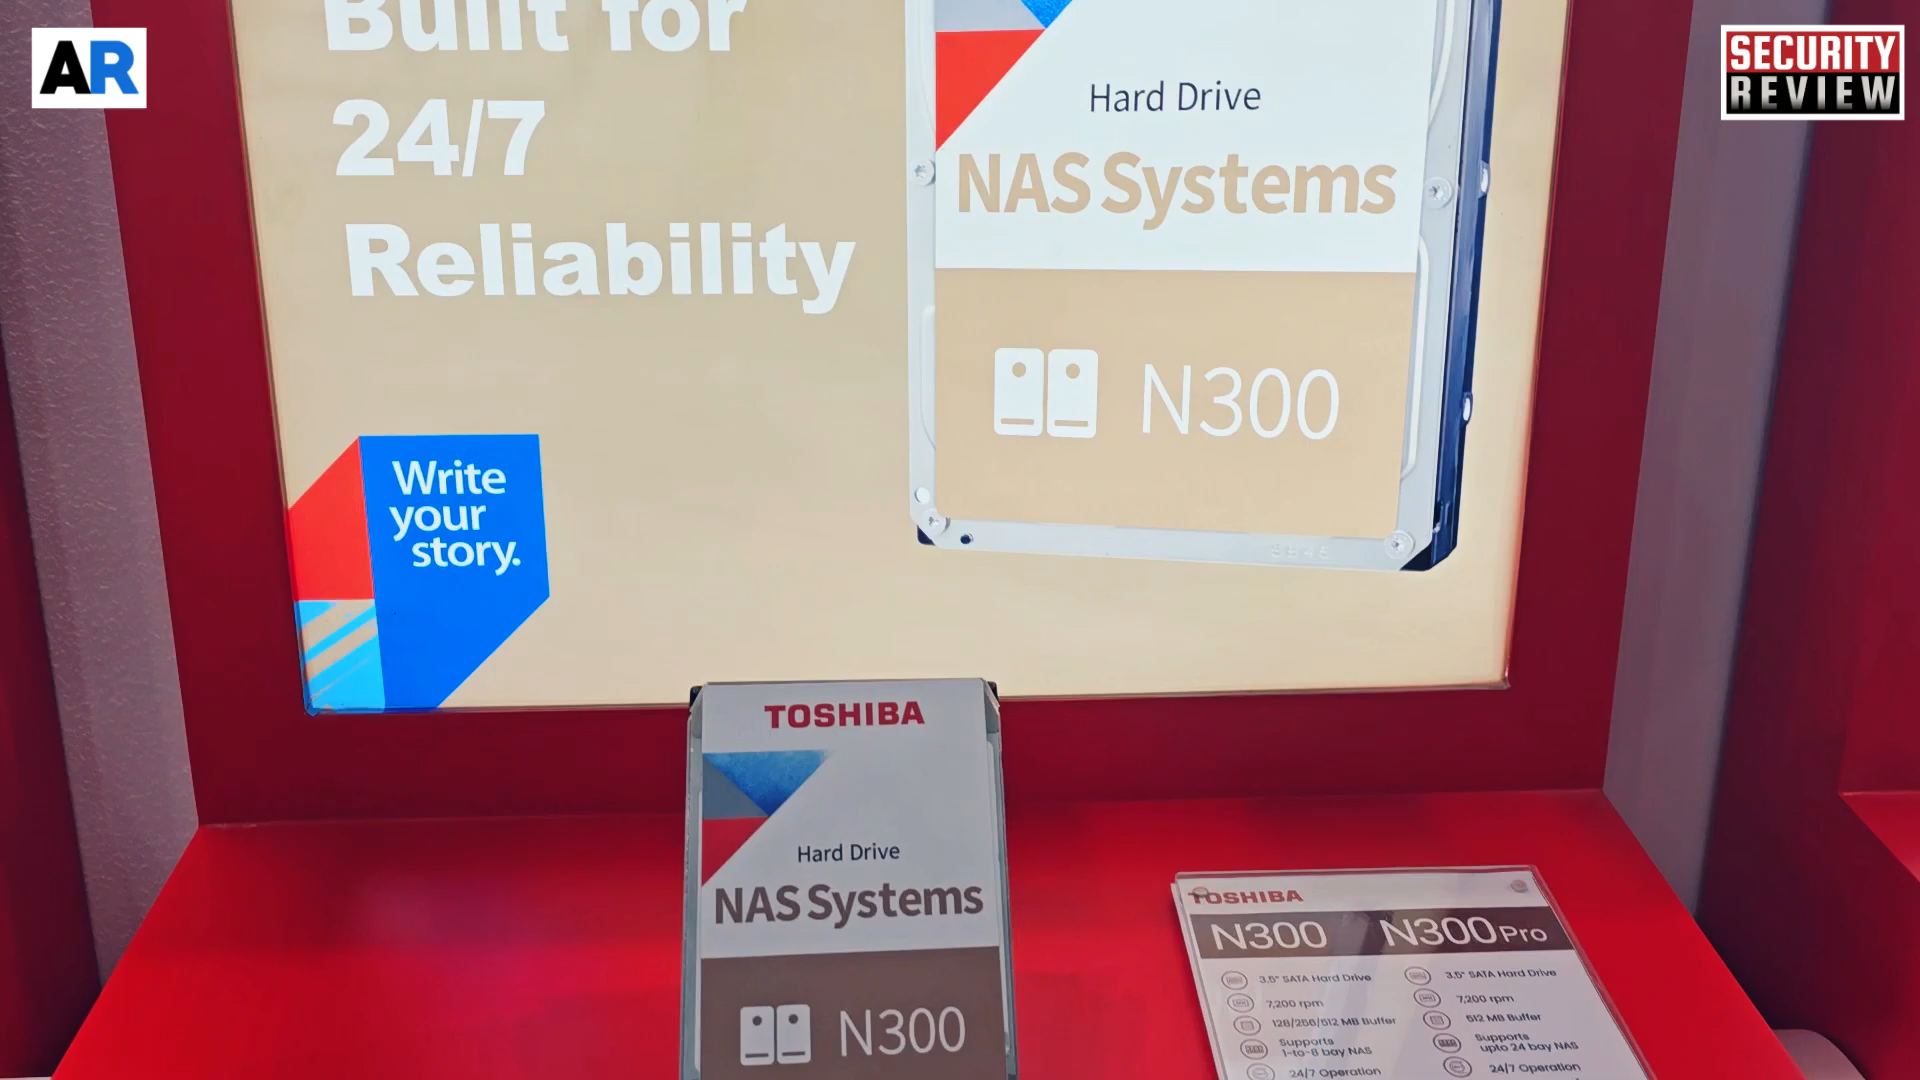 AR
SECURITY
REVIEW
Built for
24/7
Reliability
Hard Drive
NAS Systems
N300
Write
your
story.
TOSHIBA
Hard Drive
NAS Systems
N300
TOSHIBA
N300 N300 Pro
3.5" SATA Hard Drive
7,200 rpm
128/256/512 MB Buffer
Supports
1-to-8 bay NAS
24/7 Operation
3.5" SATA Hard Drive
7,200 rpm
512 MB Buffer
Supports
upto 24 bay NAS
24/7 Operation